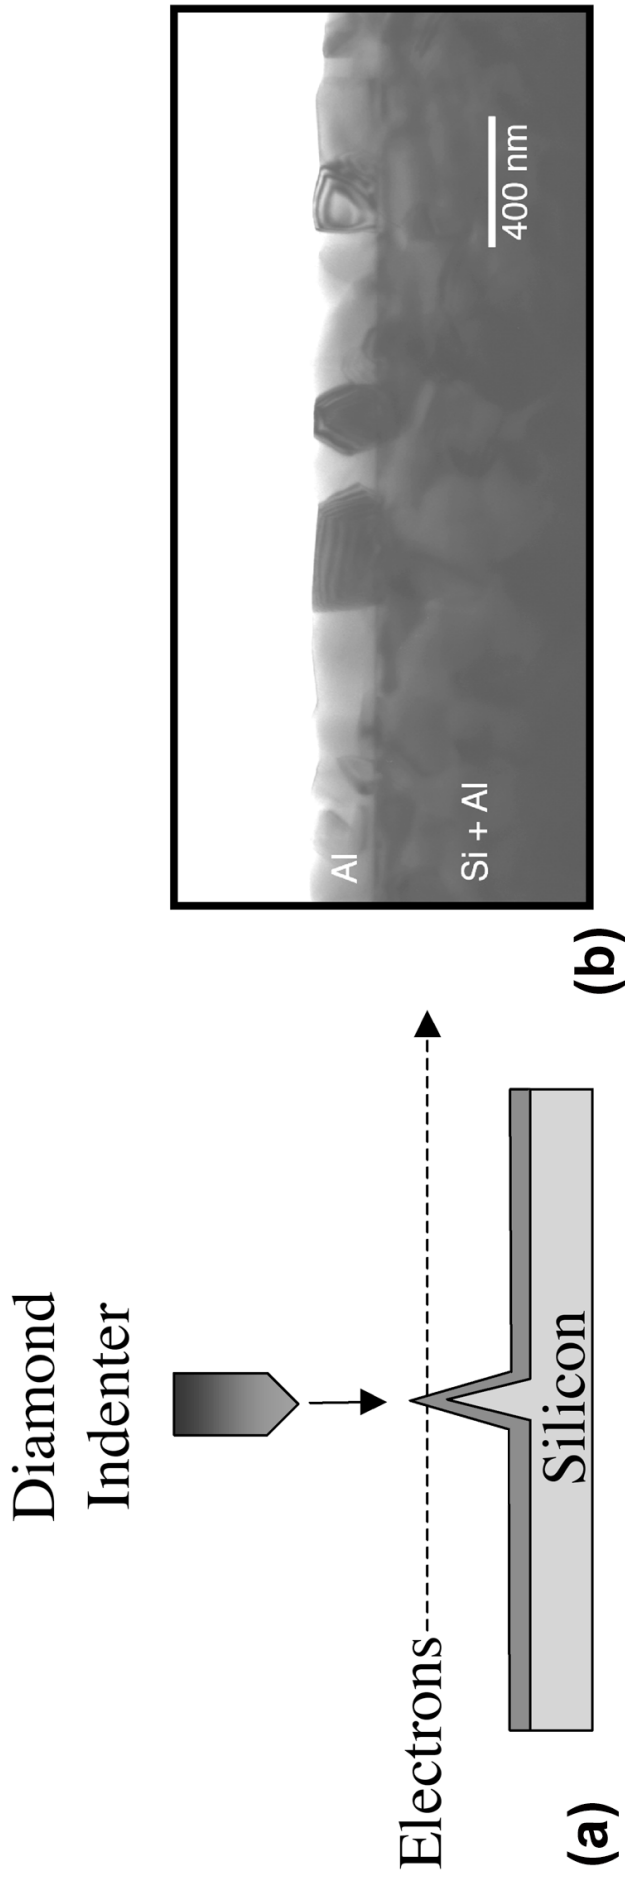 Diamond
Indenter
Electrons
Silicon
(a)
Al
Si + Al
400 nm
(b)